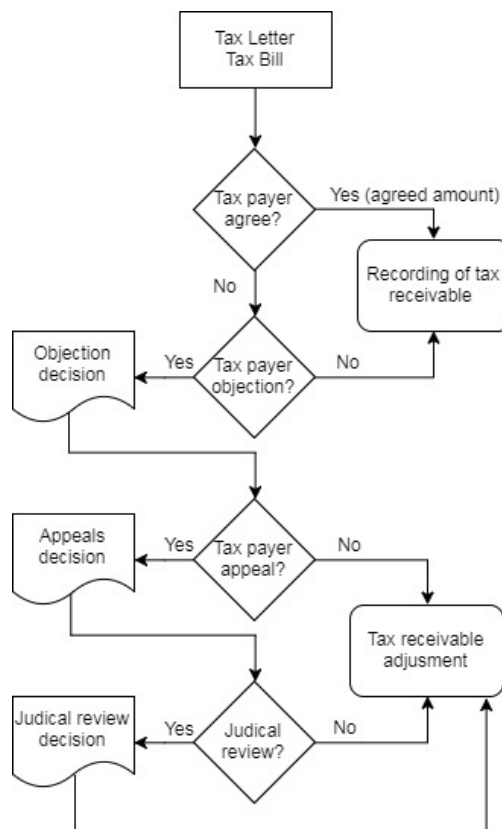 Tax Letter
Tax Bill
Tax payer
agree?
Yes (agreed amount)
Recording of tax
receivable
No
Objection
decision
Yes
Tax payer
objection?
No
Appeals
decision
Yes
Tax payer
appeal?
No
Tax receivable
adjusment
Judical review
decision
Yes
Judical
review?
No